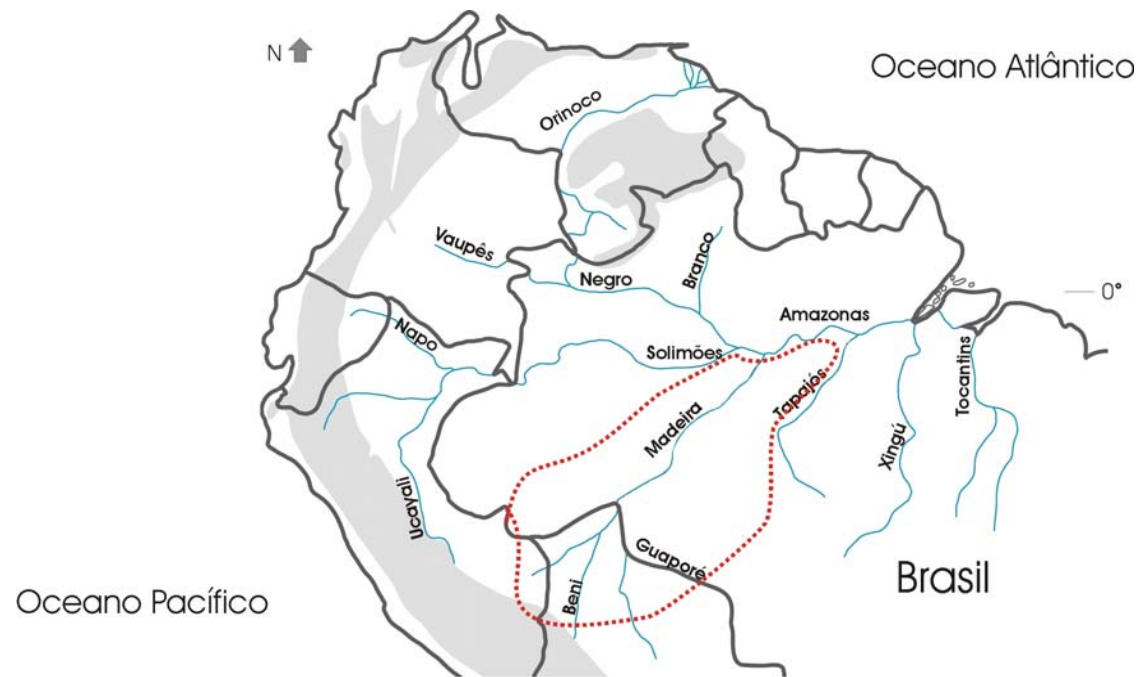 N
Oceano Atlântico
Orinoco
Vaupês
Negro
Branco
0°
Amazonas
Napo
Solimões
Tapajós
Tocantins
Madeira
Xingú
Ucayali
Guaporé
Beni
Brasil
Oceano Pacífico